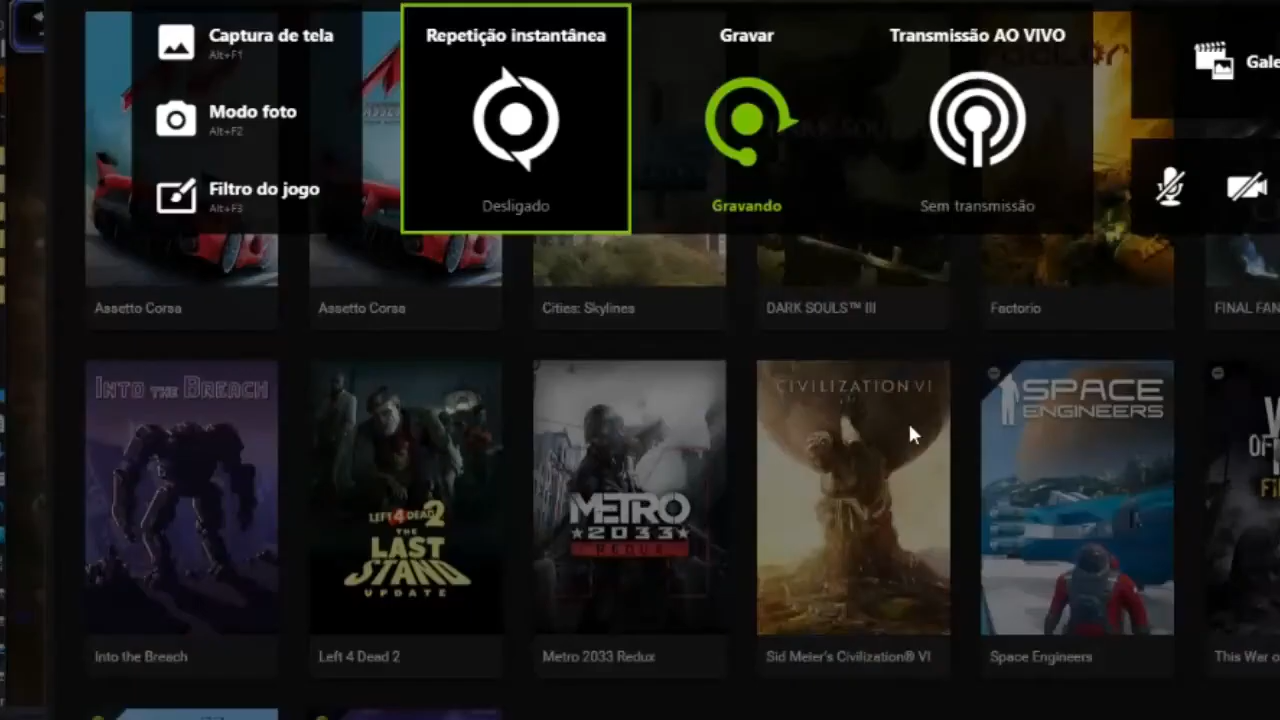 Captura de tela
Alt+F1
Modo foto
Alt+F2
Filtro do jogo
Alt+F3
Repetição instantânea
Desligado
Gravar
Gravando
Transmissão AO VIVO
Sem transmissão
Gale
Assetto Corsa
Assetto Corsa
Cities: Skylines
DARK SOULS™ III
Factorio
FINAL FAN
INTO THE BREACH
LEFT 4 DEAD 2
THE
LAST
STAND
UPDATE
METRO
2033
REDUX
CIVILIZATION VI
SPACE
ENGINEERS
Into the Breach
Left 4 Dead 2
Metro 2033 Redux
Sid Meier's Civilization® VI
Space Engineers
This War o